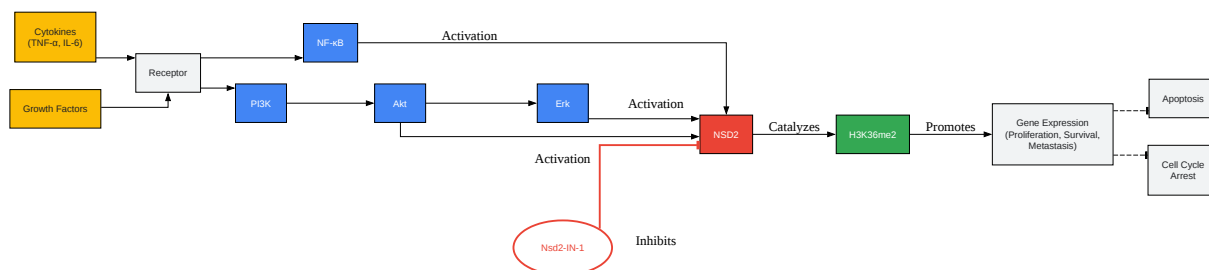 Cytokines
(TNF-α, IL-6)
Growth Factors
Receptor
NF-κB
Activation
PI3K
Akt
Erk
Activation
Activation
NSD2
Catalyzes
H3K36me2
Promotes
Gene Expression
(Proliferation, Survival,
Metastasis)
Apoptosis
Cell Cycle
Arrest
Nsd2-IN-1
Inhibits